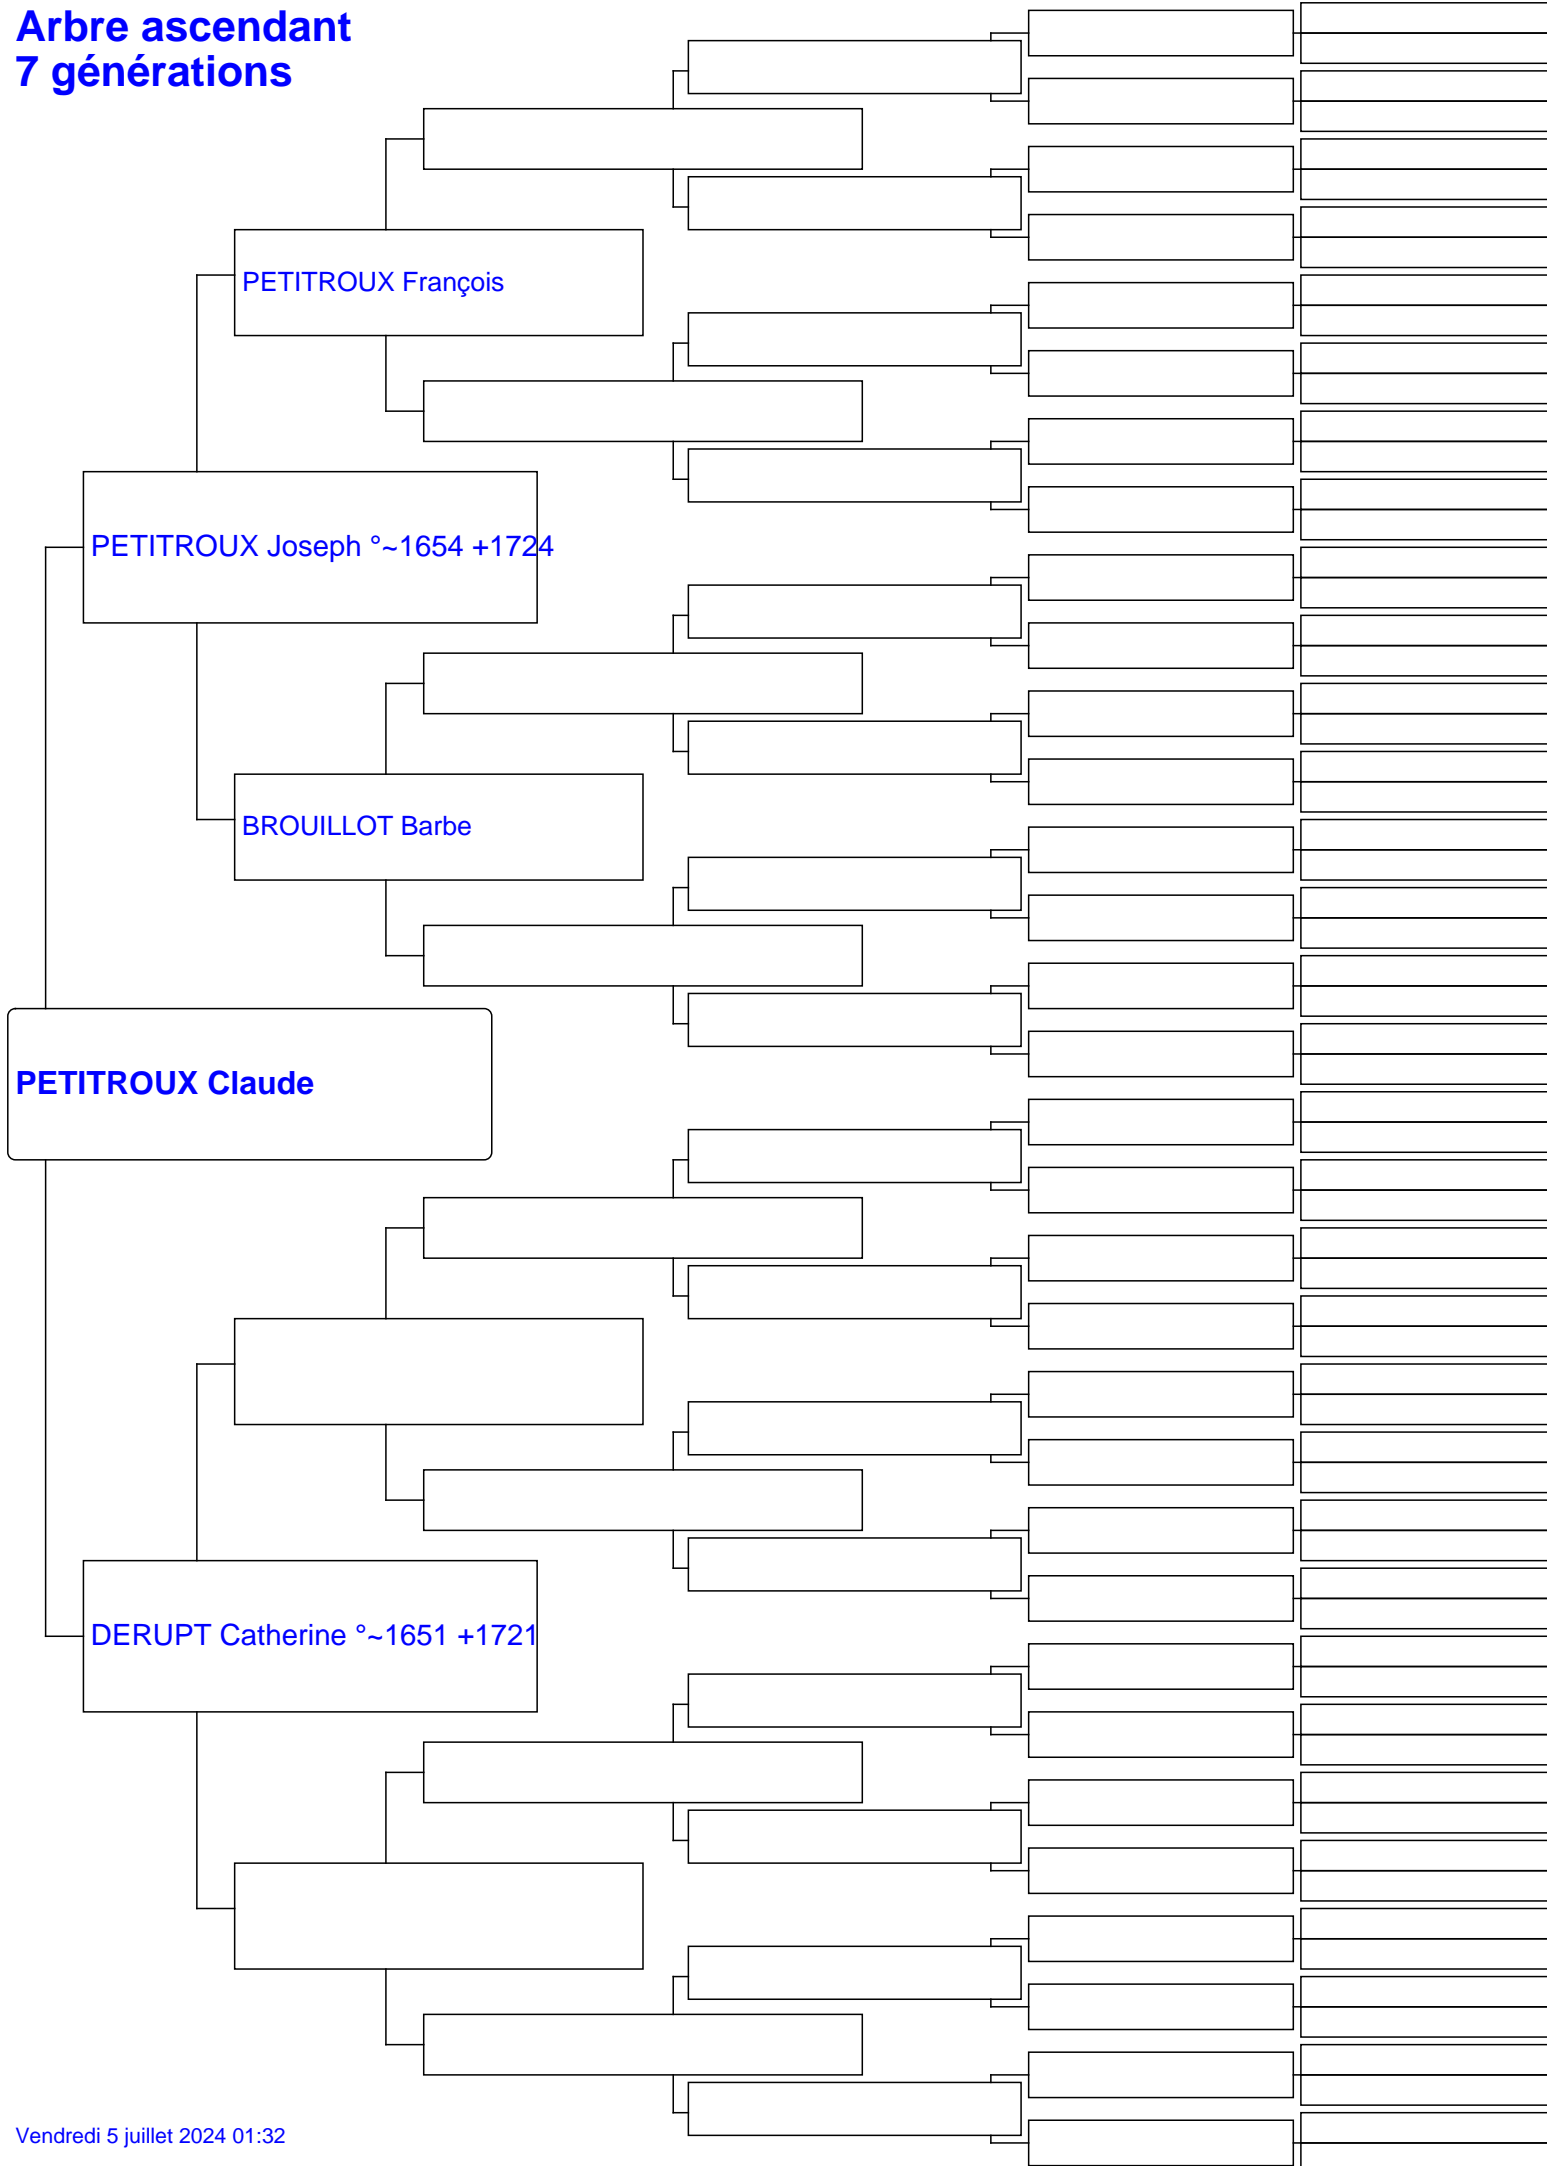 Arbre ascendant
7 générations
PETITROUX François
PETITROUX Joseph °~1654 +1724
BROUILLOT Barbe
PETITROUX Claude
DERUPT Catherine °~1651 +1721
Vendredi 5 juillet 2024 01:32